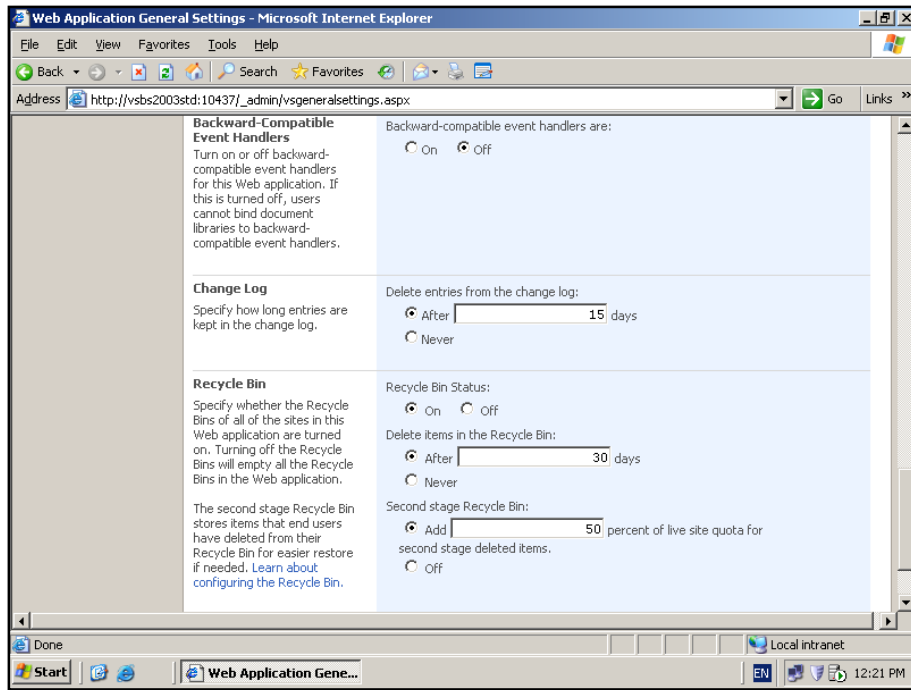 Web Application General Settings - Microsoft Internet Explorer
File Edit View Favorites Tools Help
Back Search Favorites
Address http://vsbs2003std:10437/_admin/vsgeneralsettings.aspx Go Links »
Backward-Compatible
Event Handlers
Turn on or off backward-
compatible event handlers
for this Web application. If
this is turned off, users
cannot bind document
libraries to backward-
compatible event handlers.
Backward-compatible event handlers are:
On Off
Change Log
Specify how long entries are
kept in the change log.
Delete entries from the change log:
After 15 days
Never
Recycle Bin
Specify whether the Recycle
Bins of all of the sites in this
Web application are turned
on. Turning off the Recycle
Bins will empty all the Recycle
Bins in the Web application.
The second stage Recycle Bin
stores items that end users
have deleted from their
Recycle Bin for easier restore
if needed. Learn about
configuring the Recycle Bin.
Recycle Bin Status:
On Off
Delete items in the Recycle Bin:
After 30 days
Never
Second stage Recycle Bin:
Add 50 percent of live site quota for
second stage deleted items.
Off
Done Local intranet
Start Web Application Gene... EN 12:21 PM